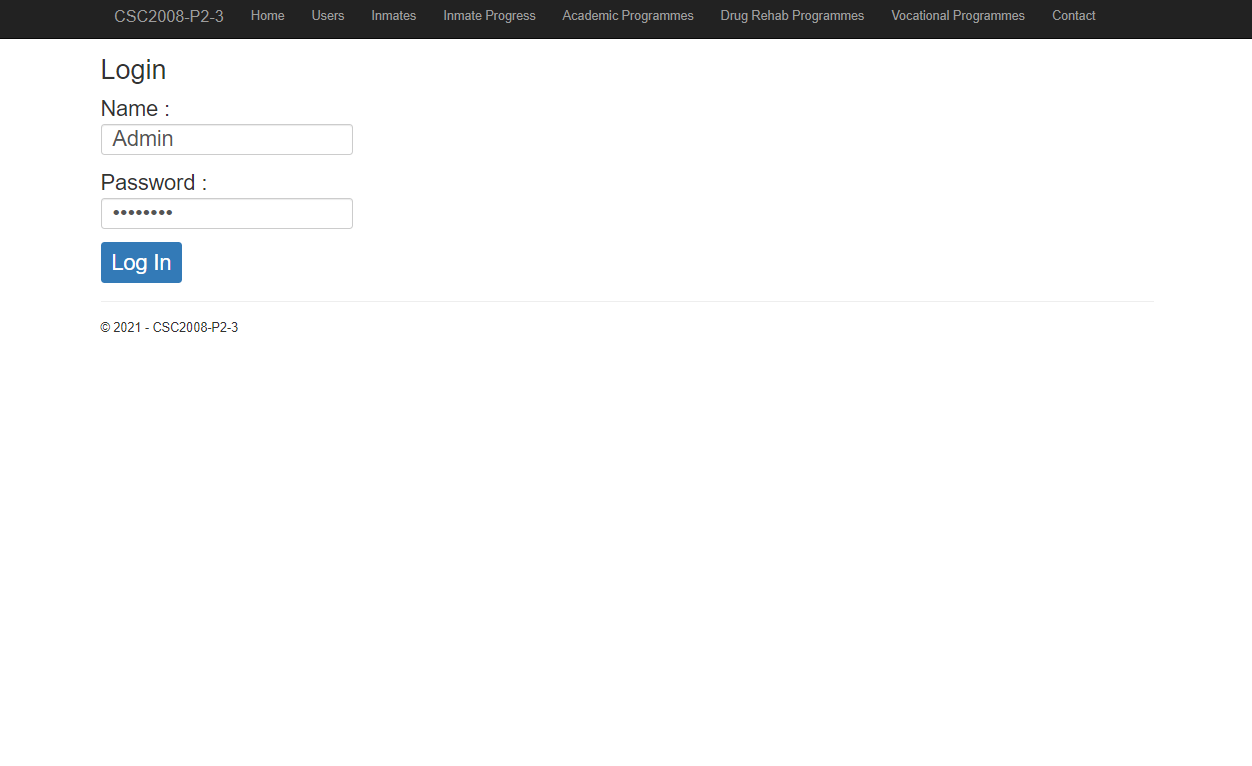 CSC2008-P2-3 Home Users Inmates Inmate Progress Academic Programmes Drug Rehab Programmes Vocational Programmes Contact
Login
Name :
Admin
Password :
••••••••
Log In
© 2021 - CSC2008-P2-3